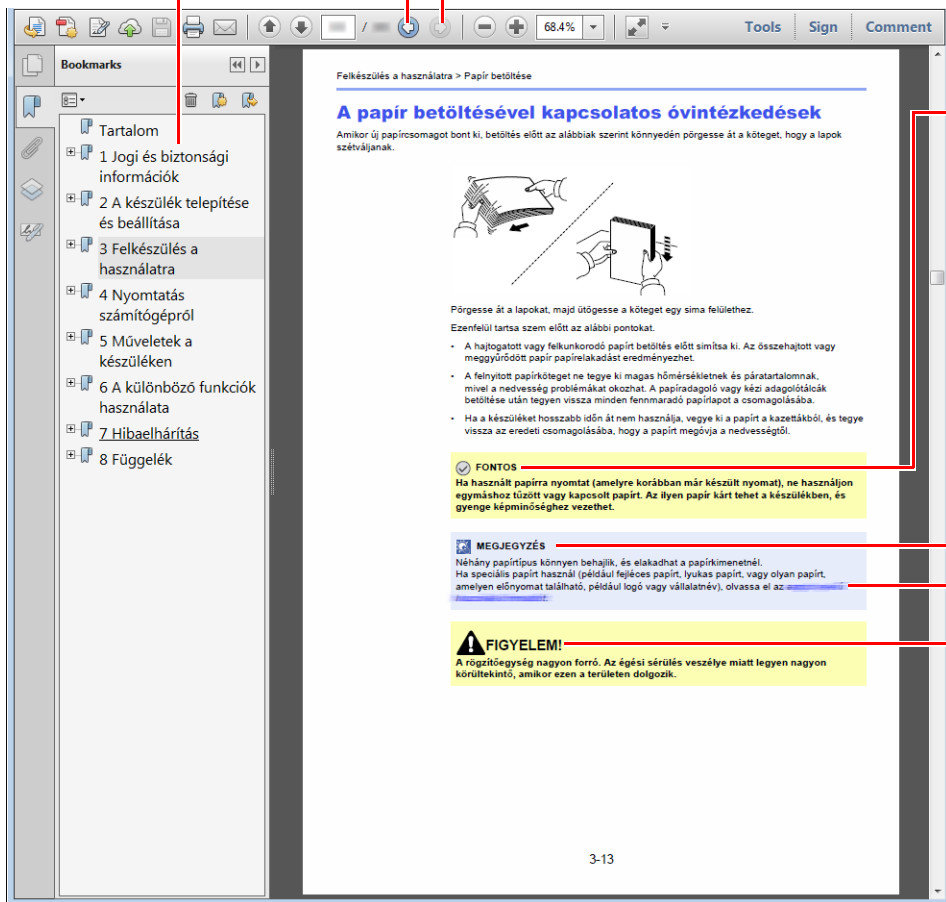 /
68.4%
Tools
Sign
Comment
Bookmarks
Tartalom
1 Jogi és biztonsági
információk
2 A készülék telepítése
és beállítása
3 Felkészülés a
használatra
4 Nyomtatás
számítógépről
5 Műveletek a
készüléken
6 A különböző funkciók
használata
7 Hibaelhárítás
8 Függelék
Felkészülés a használatra > Papír betöltése
A papír betöltésével kapcsolatos óvintézkedések
Amikor új papírcsomagot bont ki, betöltés előtt az alábbiak szerint könnyedén pörgesse át a köteget, hogy a lapok
szétváljanak.
Pörgesse át a lapokat, majd ütögesse a köteget egy sima felülethez.
Ezenfelül tartsa szem előtt az alábbi pontokat.
• A hajtogatott vagy felkunkorodó papírt betöltés előtt simítsa ki. Az összehajtott vagy
meggyűrődött papír papírelakadást eredményezhet.
• A felnyitott papírköteget ne tegye ki magas hőmérsékletnek és páratartalomnak,
mivel a nedvesség problémákat okozhat. A papíradagoló vagy kézi adagolótálcák
betöltése után tegyen vissza minden fennmaradó papírlapot a csomagolásába.
• Ha a készüléket hosszabb időn át nem használja, vegye ki a papírt a kazettákból, és tegye
vissza az eredeti csomagolásába, hogy a papírt megóvja a nedvességtől.
FONTOS
Ha használt papírra nyomtat (amelyre korábban már készült nyomat), ne használjon
egymáshoz tűzött vagy kapcsolt papírt. Az ilyen papír kárt tehet a készülékben, és
gyenge képminőséghez vezethet.
MEGJEGYZÉS
Néhány papírtípus könnyen behajlik, és elakadhat a papírkimenetnél.
Ha speciális papírt használ (például fejléces papírt, lyukas papírt, vagy olyan papírt,
amelyen előnyomat található, például logó vagy vállalatnév), olvassa el az
FIGYELEM!
A rögzítőegység nagyon forró. Az égési sérülés veszélye miatt legyen nagyon
körültekintő, amikor ezen a területen dolgozik.
3-13